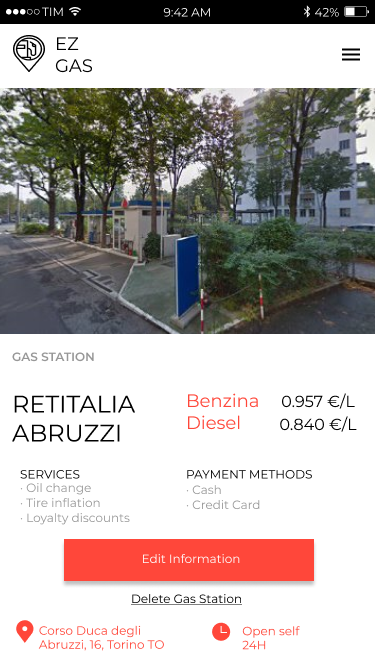 TIM 9:42 AM 42%
EZ
GAS
GAS STATION
RETITALIA
ABRUZZI
Benzina 0.957 €/L
Diesel 0.840 €/L
SERVICES
· Oil change
· Tire inflation
· Loyalty discounts
PAYMENT METHODS
· Cash
· Credit Card
Edit Information
Delete Gas Station
Corso Duca degli
Abruzzi, 16, Torino TO
Open self
24H